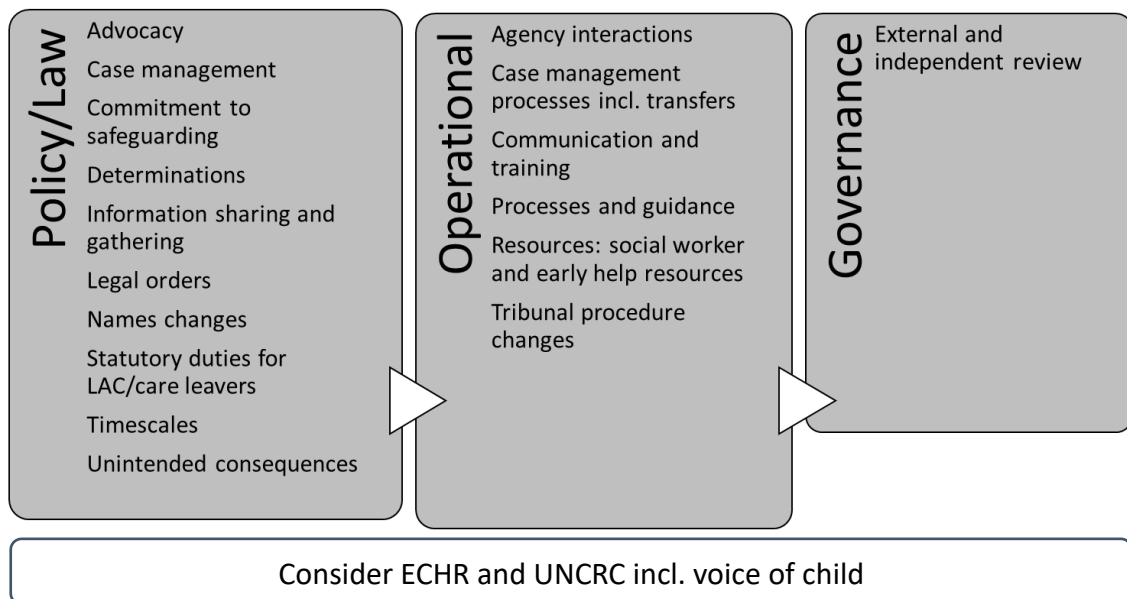 Policy/Law
Advocacy
Case management
Commitment to
safeguarding
Determinations
Information sharing and
gathering
Legal orders
Names changes
Statutory duties for
LAC/care leavers
Timescales
Unintended consequences
Operational
Agency interactions
Case management
processes incl. transfers
Communication and
training
Processes and guidance
Resources: social worker
and early help resources
Tribunal procedure
changes
Governance
External and
independent review
Consider ECHR and UNCRC incl. voice of child